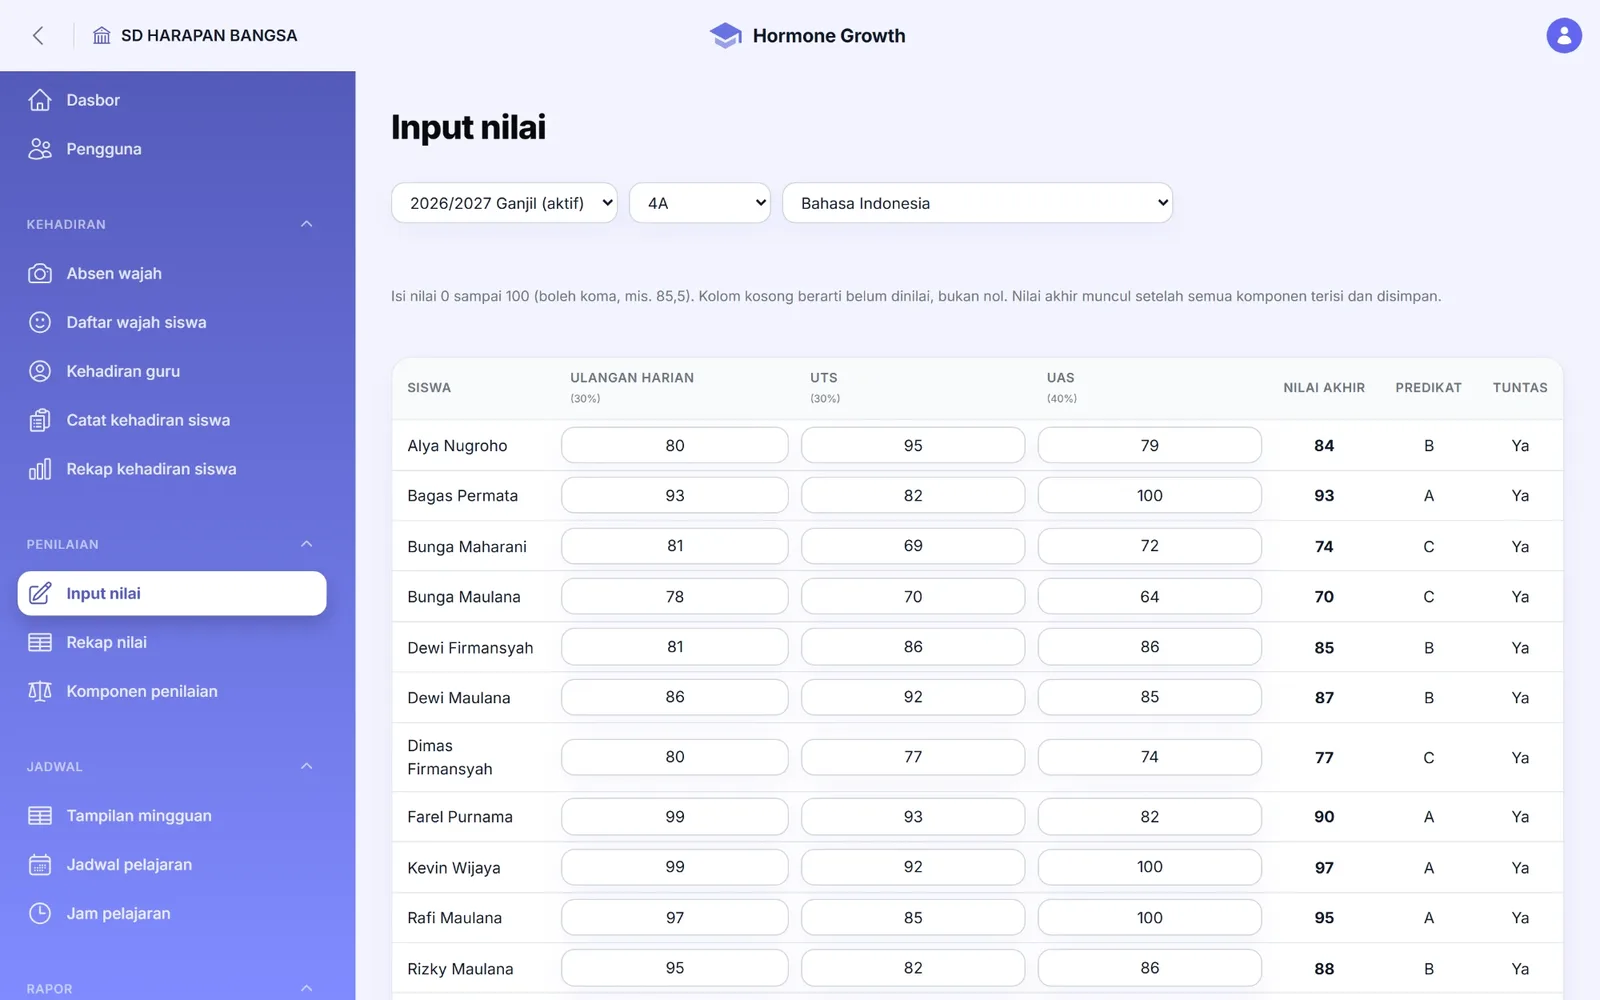 SD HARAPAN BANGSA
Hormone Growth
Dasbor
Pengguna
KEHADIRAN
Absen wajah
Daftar wajah siswa
Kehadiran guru
Catat kehadiran siswa
Rekap kehadiran siswa
PENILAIAN
Input nilai
Rekap nilai
Komponen penilaian
JADWAL
Tampilan mingguan
Jadwal pelajaran
Jam pelajaran
RAPOR
Input nilai
2026/2027 Ganjil (aktif) 4A Bahasa Indonesia
Isi nilai 0 sampai 100 (boleh koma, mis. 85,5). Kolom kosong berarti belum dinilai, bukan nol. Nilai akhir muncul setelah semua komponen terisi dan disimpan.
SISWA ULANGAN HARIAN (30%) UTS (30%) UAS (40%) NILAI AKHIR PREDIKAT TUNTAS
Alya Nugroho 80 95 79 84 B Ya
Bagas Permata 93 82 100 93 A Ya
Bunga Maharani 81 69 72 74 C Ya
Bunga Maulana 78 70 64 70 C Ya
Dewi Firmansyah 81 86 86 85 B Ya
Dewi Maulana 86 92 85 87 B Ya
Dimas Firmansyah 80 77 74 77 C Ya
Farel Purnama 99 93 82 90 A Ya
Kevin Wijaya 99 92 100 97 A Ya
Rafi Maulana 97 85 100 95 A Ya
Rizky Maulana 95 82 86 88 B Ya